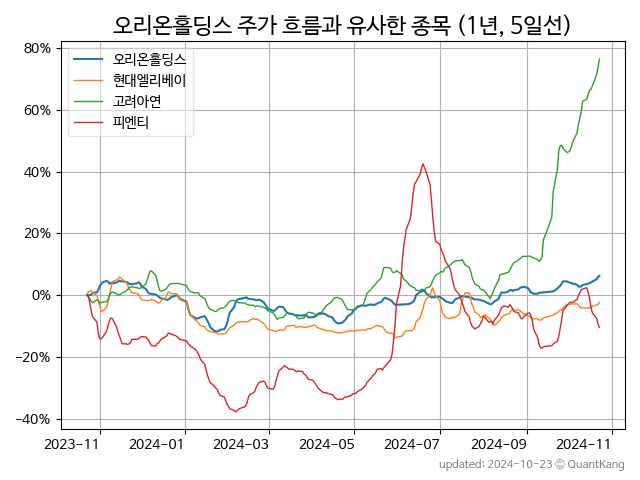 오리온홀딩스 주가 흐름과 유사한 종목 (1년, 5일선)
80%
60%
40%
20%
0%
−20%
−40%
오리온홀딩스
현대엘리베이
고려아연
피엔티
2023-11 2024-01 2024-03 2024-05 2024-07 2024-09 2024-11
updated: 2024-10-23 © QuantKang